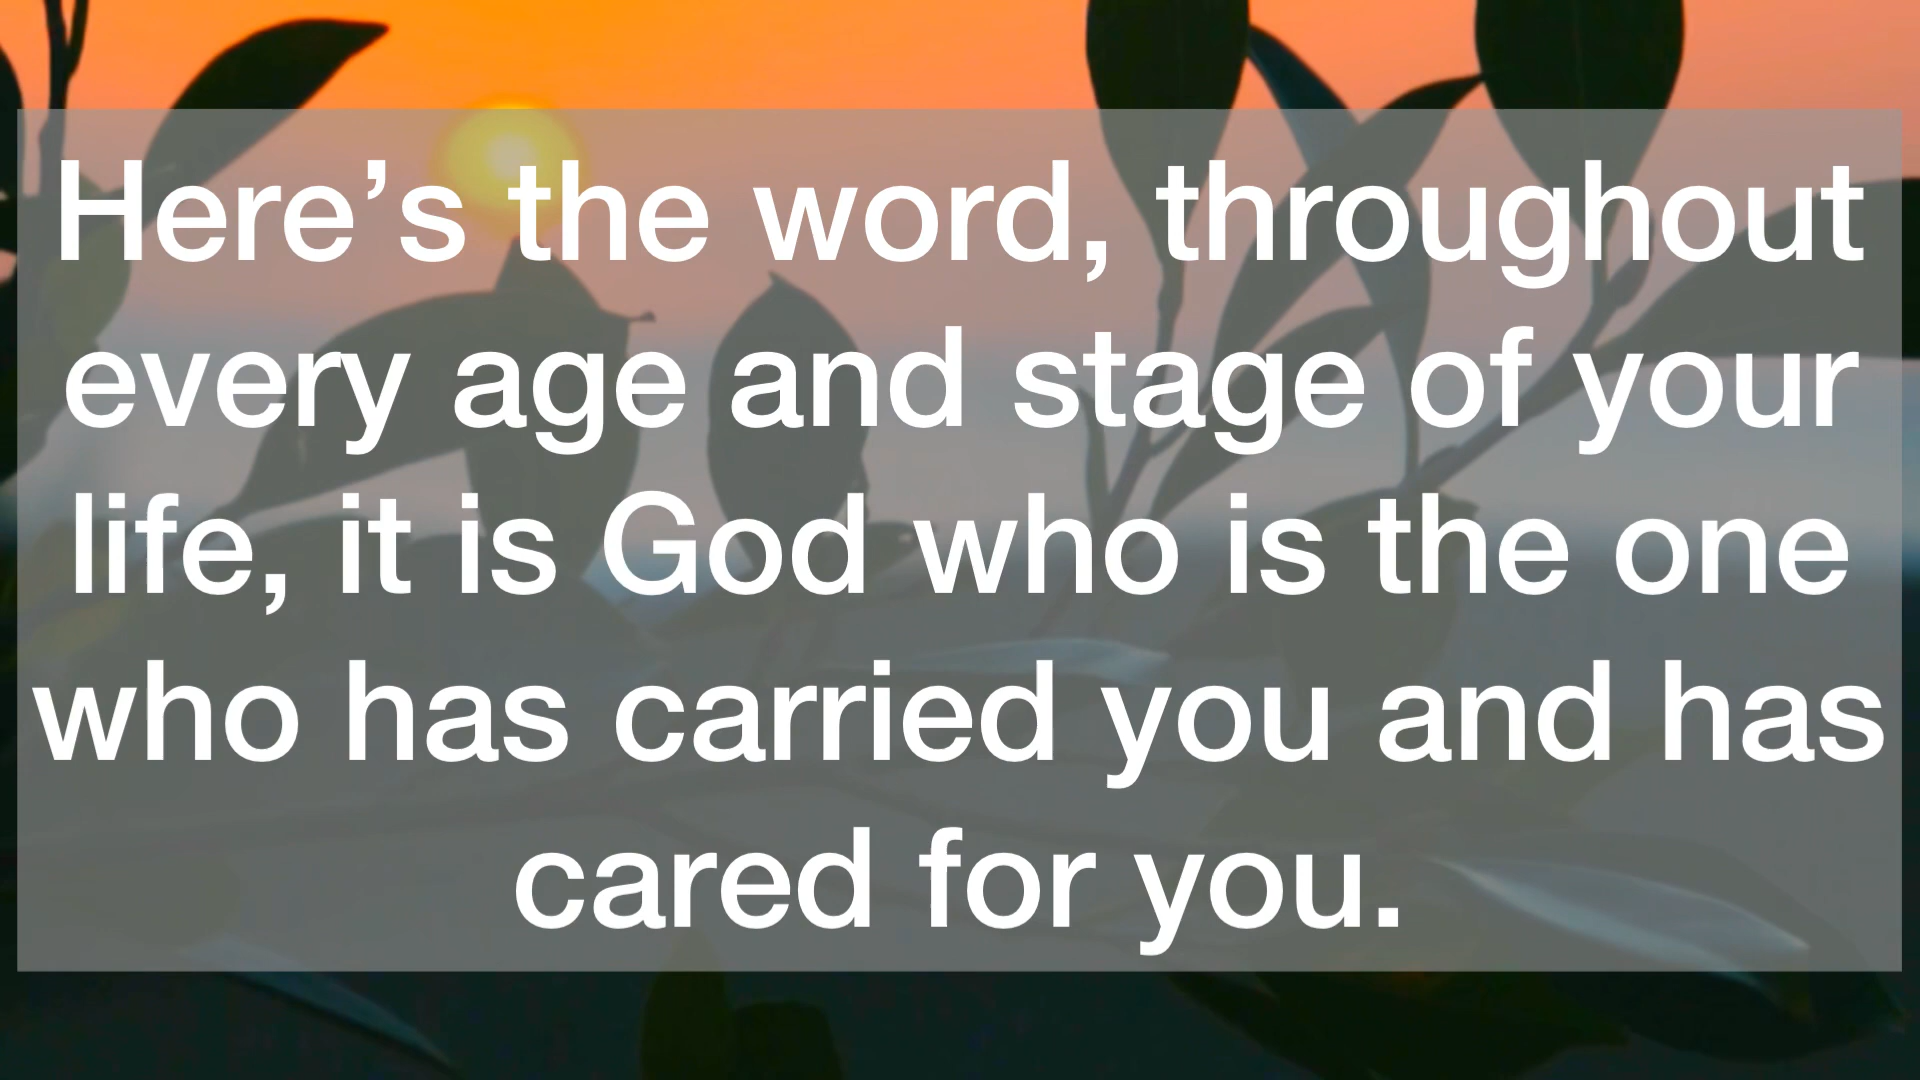 Here’s the word, throughout
every age and stage of your
life, it is God who is the one
who has carried you and has
cared for you.